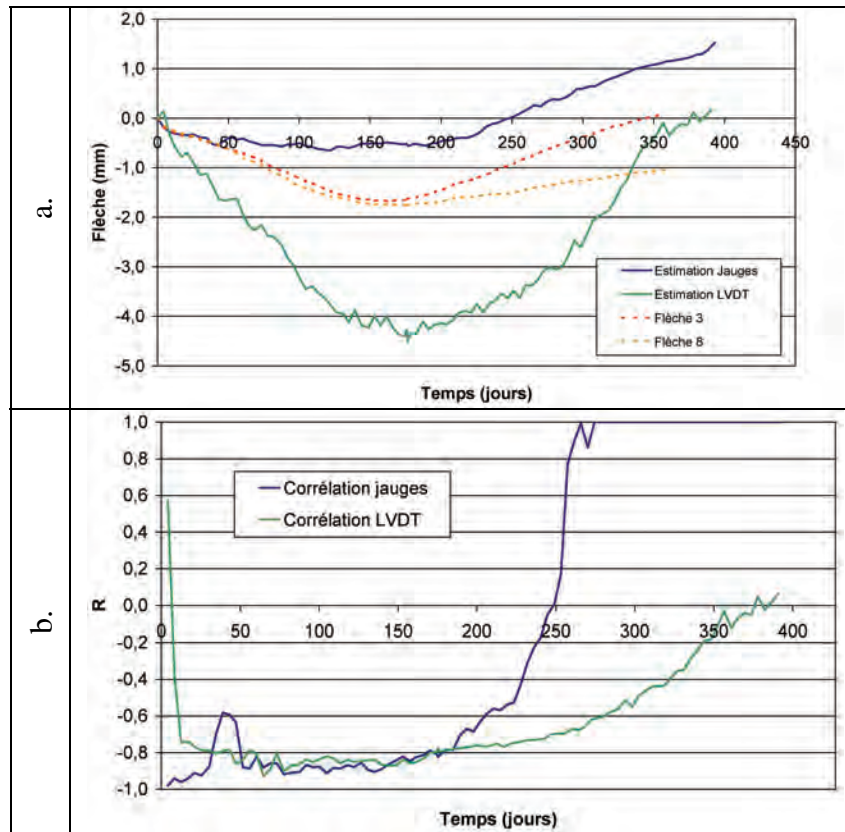 a.
2,0
1,0
0,0
-1,0
-2,0
-3,0
-4,0
-5,0
0 50 100 150 200 250 300 350 400 450
Flèche (mm)
Estimation Jauges
Estimation LVDT
Flèche 3
Flèche 8
Temps (jours)
b.
1,0
0,8
0,6
0,4
0,2
0,0
-0,2
-0,4
-0,6
-0,8
-1,0
0 50 100 150 200 250 300 350 400
R
Corrélation jauges
Corrélation LVDT
Temps (jours)